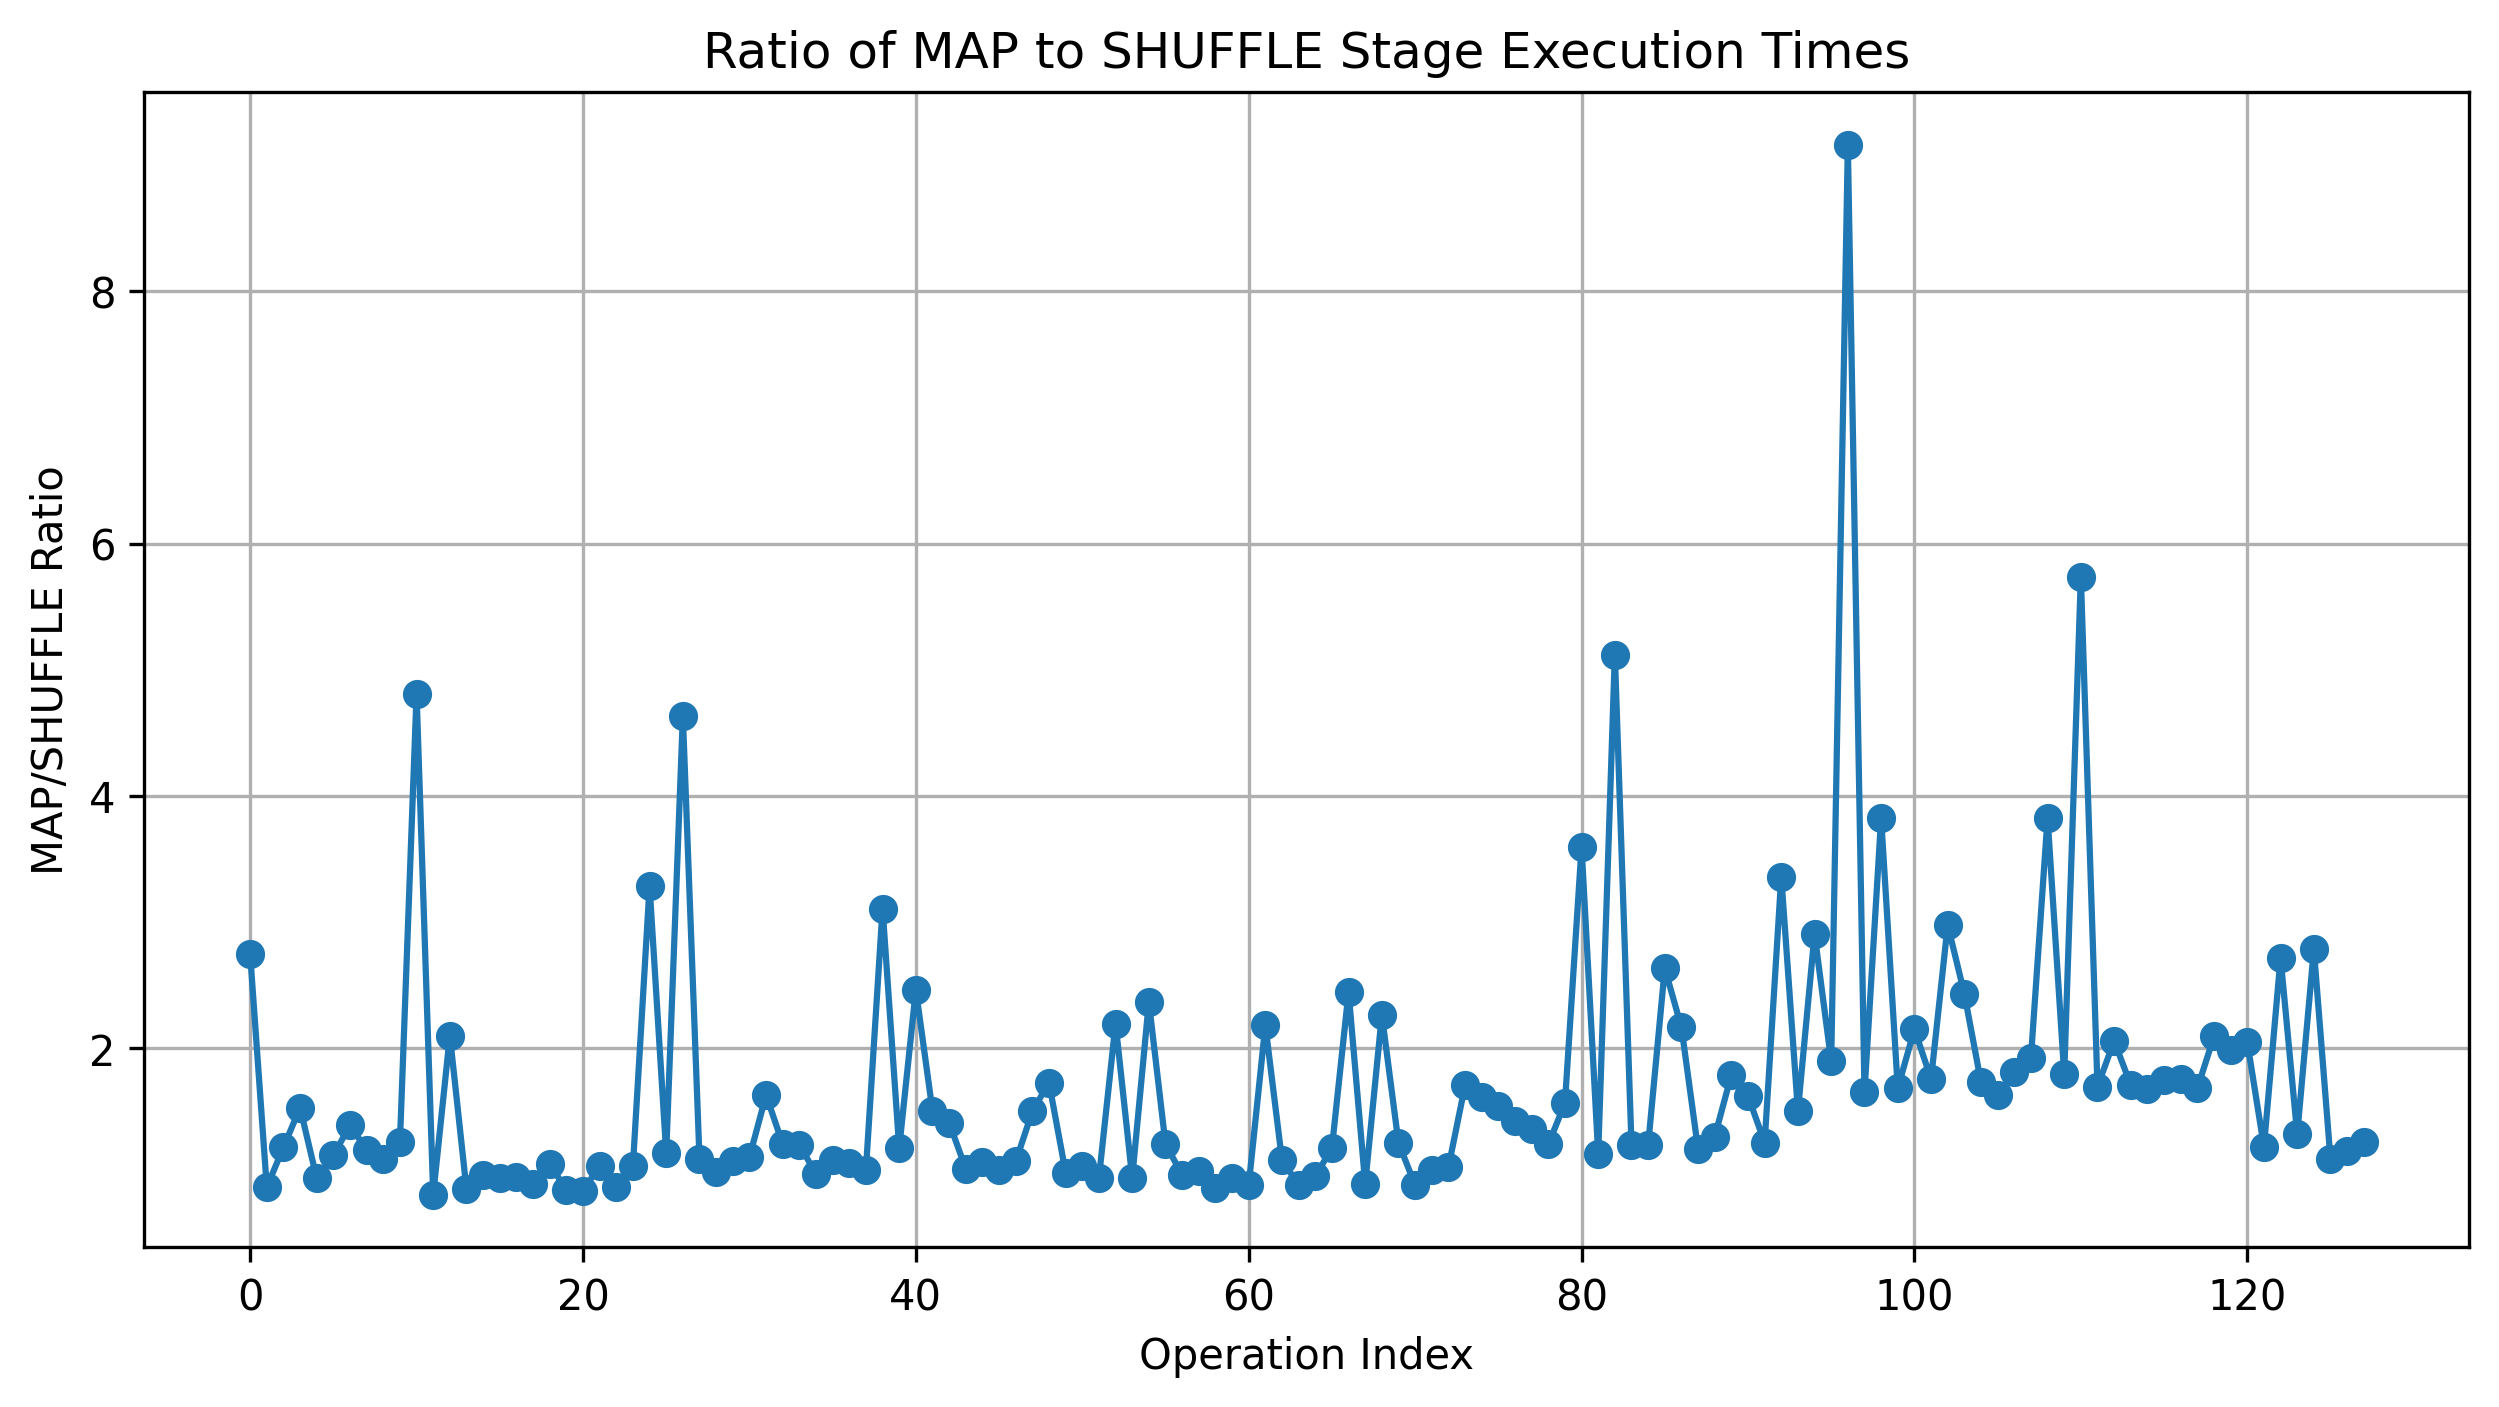 Ratio of MAP to SHUFFLE Stage Execution Times
MAP/SHUFFLE Ratio
8
6
4
2
0 20 40 60 80 100 120
Operation Index